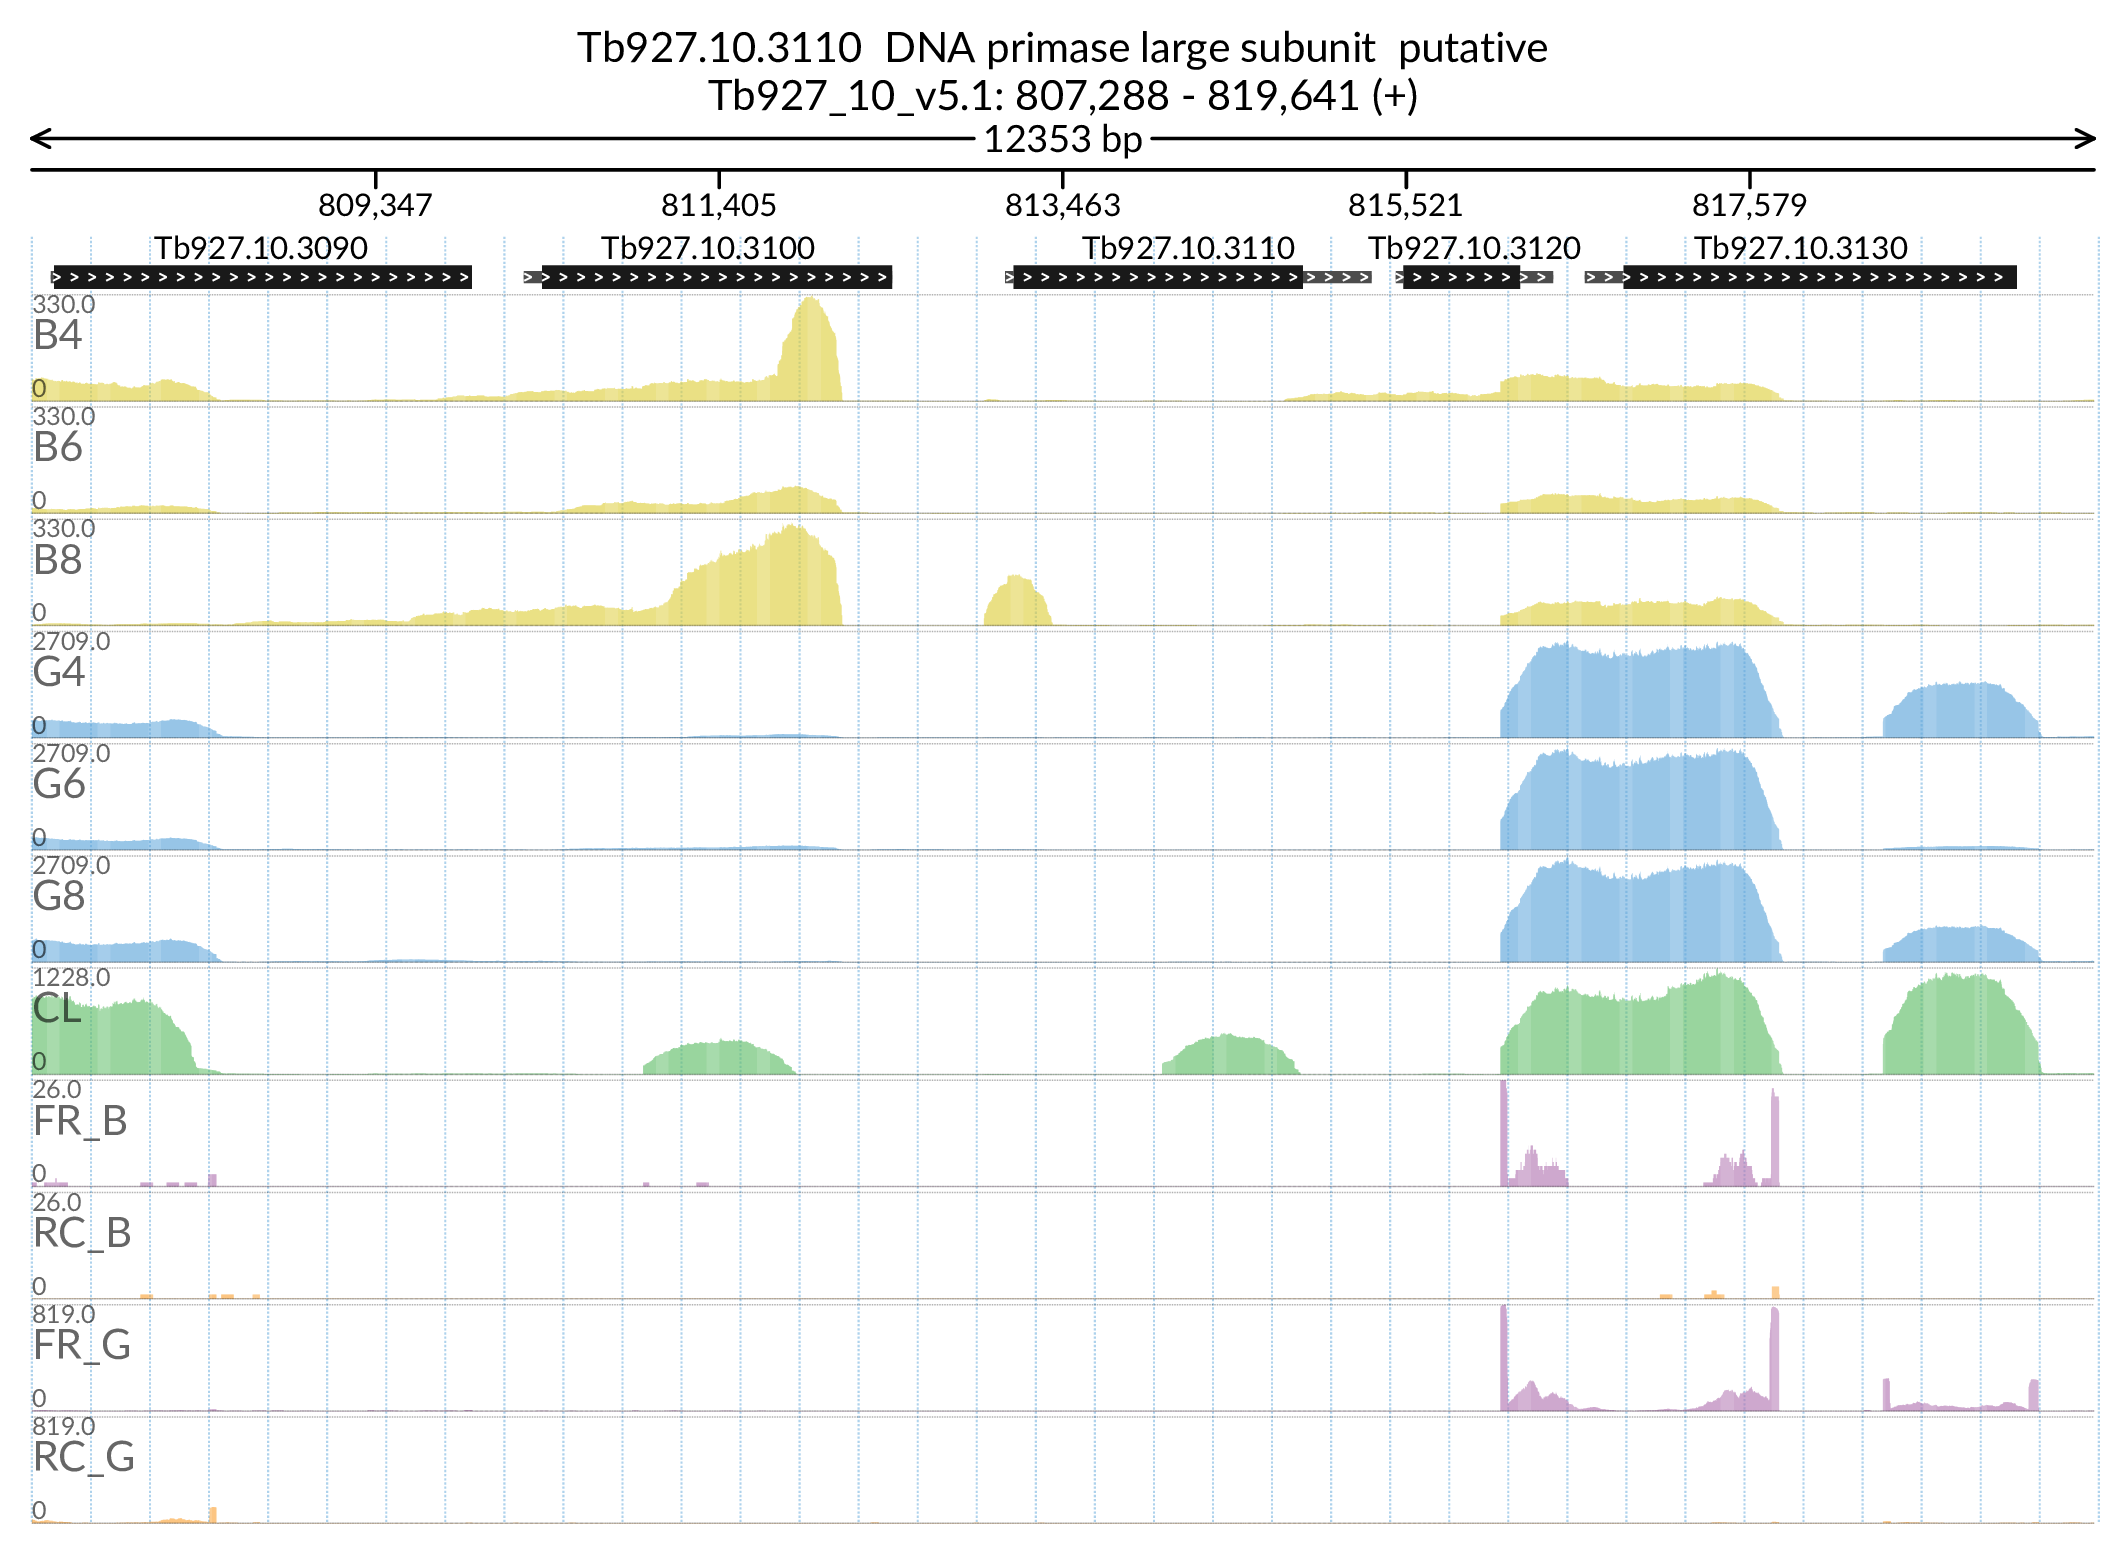 Tb927.10.3110  DNA primase large subunit  putative
Tb927_10_v5.1: 807,288 - 819,641 (+)
12353 bp
809,347 811,405 813,463 815,521 817,579
Tb927.10.3090 Tb927.10.3100 Tb927.10.3110 Tb927.10.3120 Tb927.10.3130
330.0
B4
0
330.0
B6
0
330.0
B8
0
2709.0
G4
0
2709.0
G6
0
2709.0
G8
0
1228.0
CL
0
26.0
FR_B
0
26.0
RC_B
0
819.0
FR_G
0
819.0
RC_G
0